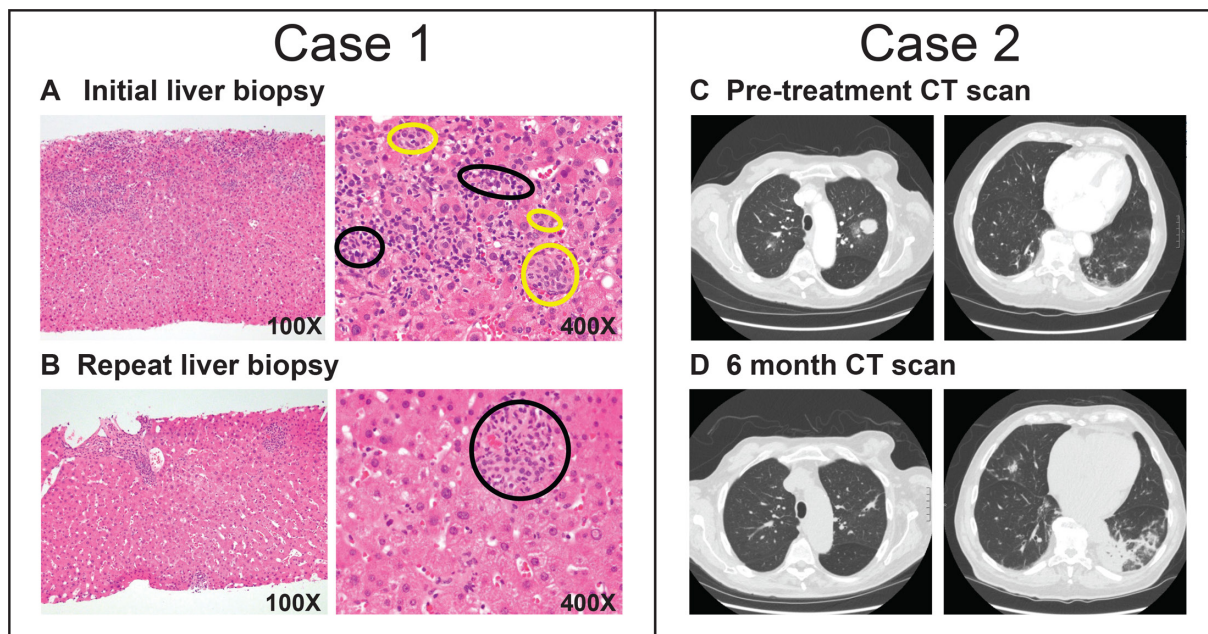 Case 1
A Initial liver biopsy
100X
400X
B Repeat liver biopsy
100X
400X
Case 2
C Pre-treatment CT scan
D 6 month CT scan